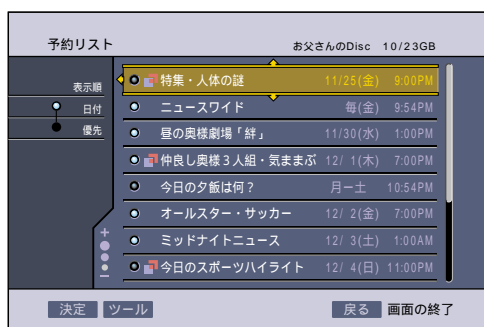 予約リスト お父さんのDisc 10/23GB
表示順
日付
優先
特集・人体の謎 11/25(金) 9:00PM
ニュースワイド 毎(金) 9:54PM
昼の奥様劇場「絆」 11/30(水) 1:00PM
仲良し奥様3人組・気ままぶ 12/ 1(木) 7:00PM
今日の夕飯は何? 月ー土 10:54PM
オールスター・サッカー 12/ 2(金) 7:00PM
ミッドナイトニュース 12/ 3(土) 1:00AM
今日のスポーツハイライト 12/ 4(日) 11:00PM
決定 ツール 戻る 画面の終了